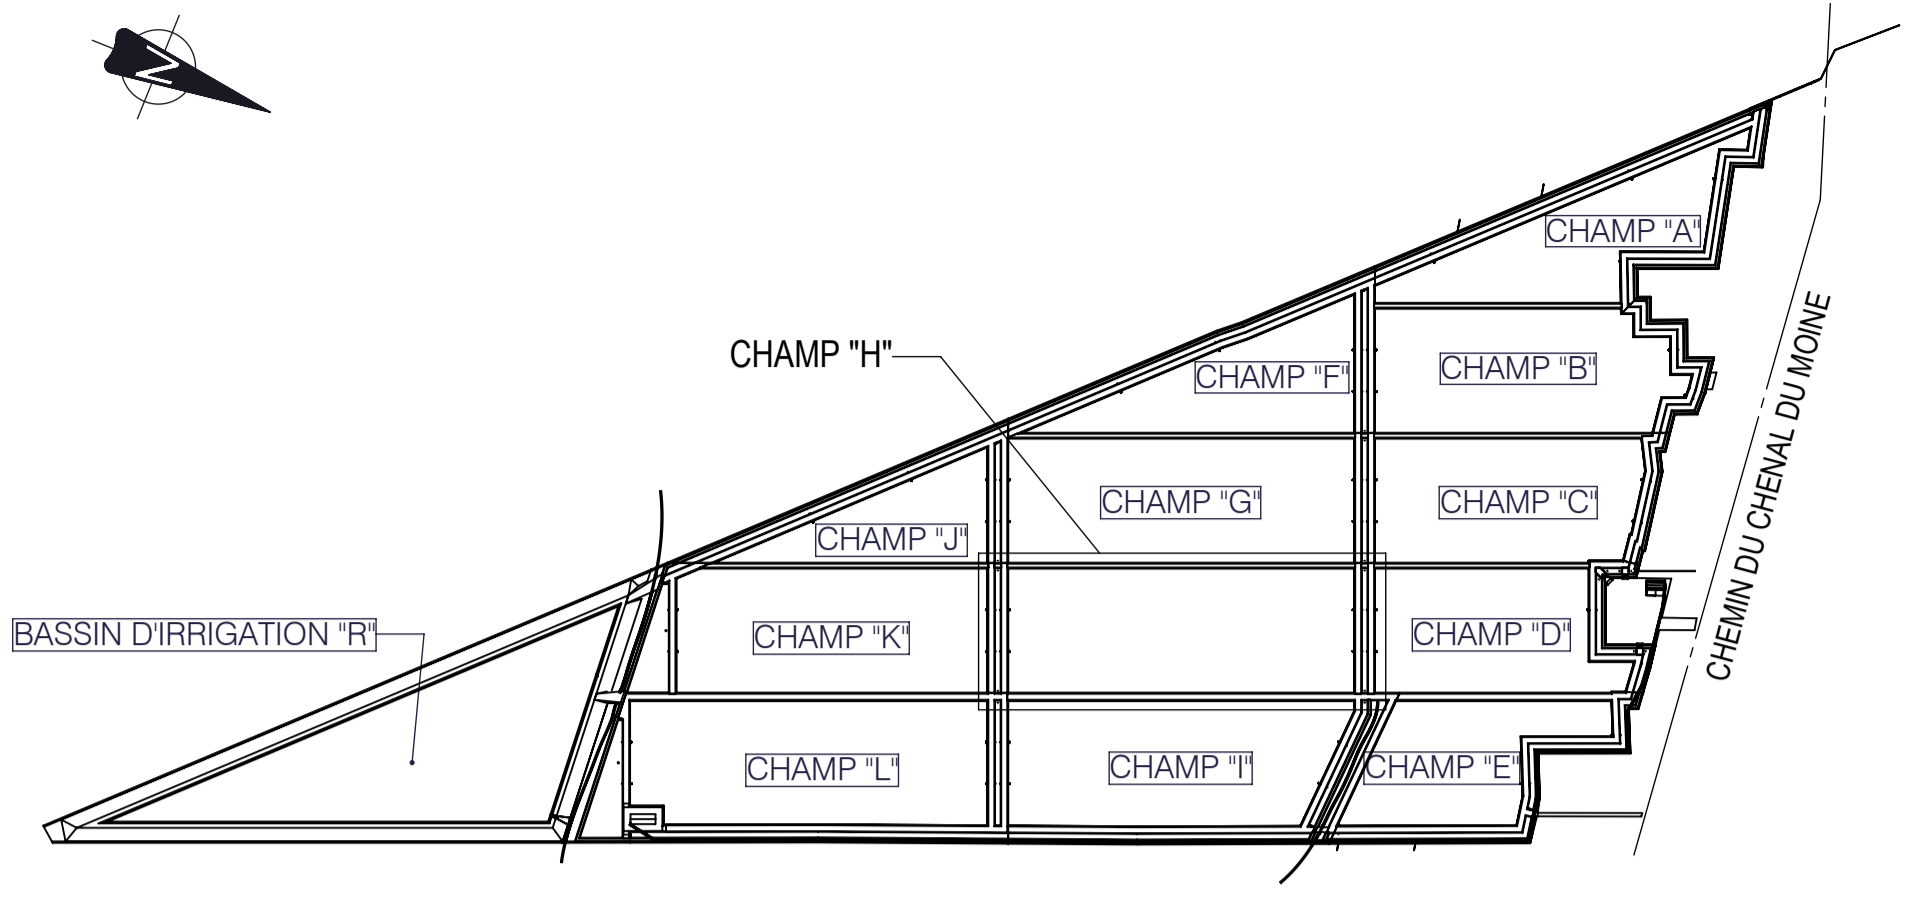 N
CHAMP "A"
CHAMP "H"
CHAMP "F"
CHAMP "B"
CHEMIN DU CHENAL DU MOINE
CHAMP "G"
CHAMP "C"
CHAMP "J"
BASSIN D'IRRIGATION "R"
CHAMP "K"
CHAMP "D"
CHAMP "L"
CHAMP "I"
CHAMP "E"